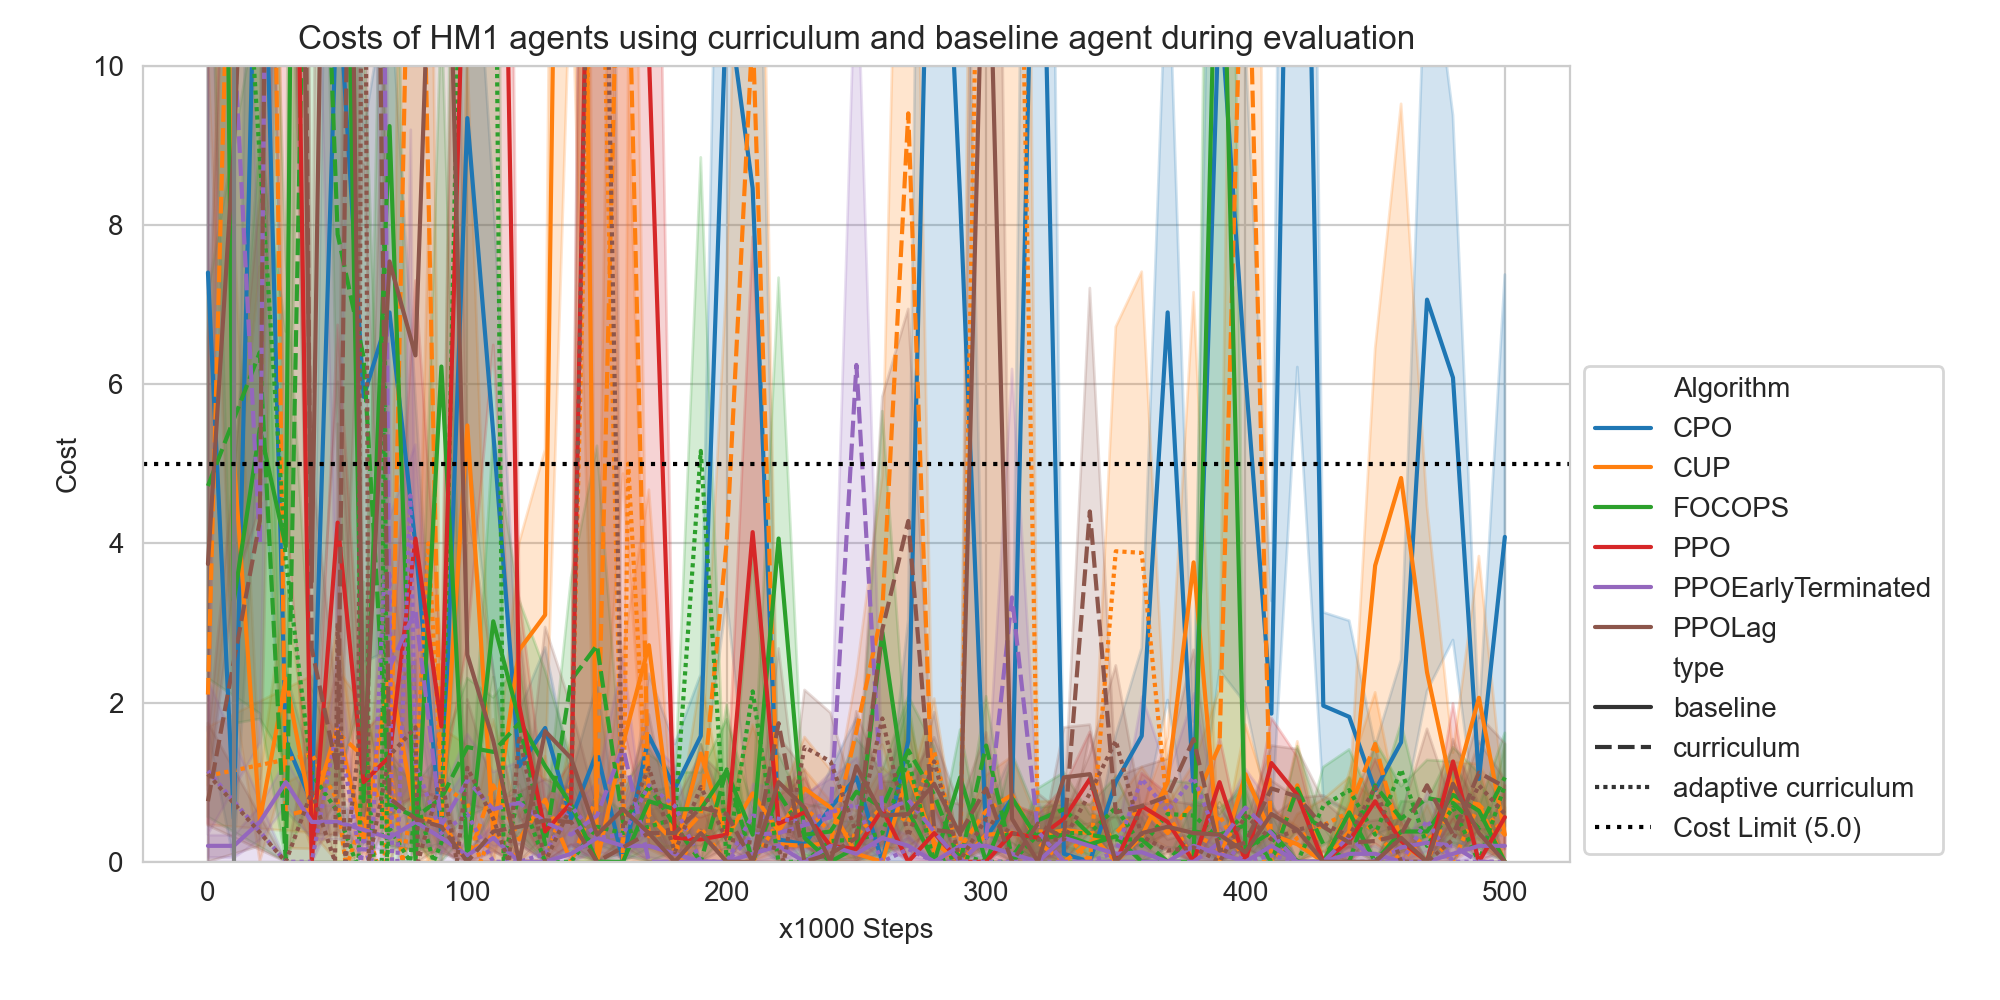 Costs of HM1 agents using curriculum and baseline agent during evaluation
10
8
6
4
2
0
Cost
0 100 200 300 400 500
x1000 Steps
Algorithm
CPO
CUP
FOCOPS
PPO
PPOEarlyTerminated
PPOLag
type
baseline
curriculum
adaptive curriculum
Cost Limit (5.0)